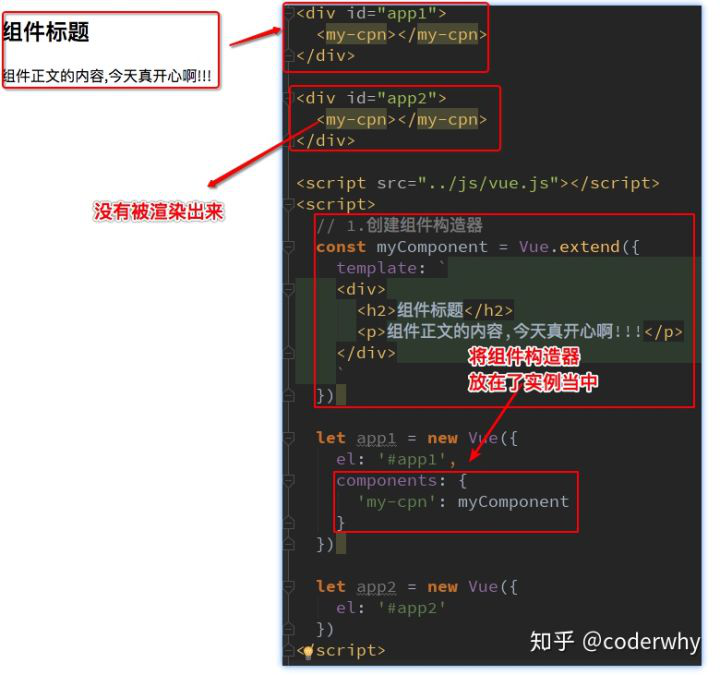 组件标题
组件正文的内容,今天真开心啊!!!
没有被渲染出来
<div id="app1">
<my-cpn></my-cpn>
</div>
<div id="app2">
<my-cpn></my-cpn>
</div>
<script src="../js/vue.js"></script>
<script>
// 1.创建组件构造器
const myComponent = Vue.extend({
template: `
<div>
<h2>组件标题</h2>
<p>组件正文的内容,今天真开心啊!!!</p>
</div>
`
})
将组件构造器
放在了实例当中
let app1 = new Vue({
el: '#app1',
components: {
'my-cpn': myComponent
}
})
let app2 = new Vue({
el: '#app2'
})
</script>
知乎 @coderwhy